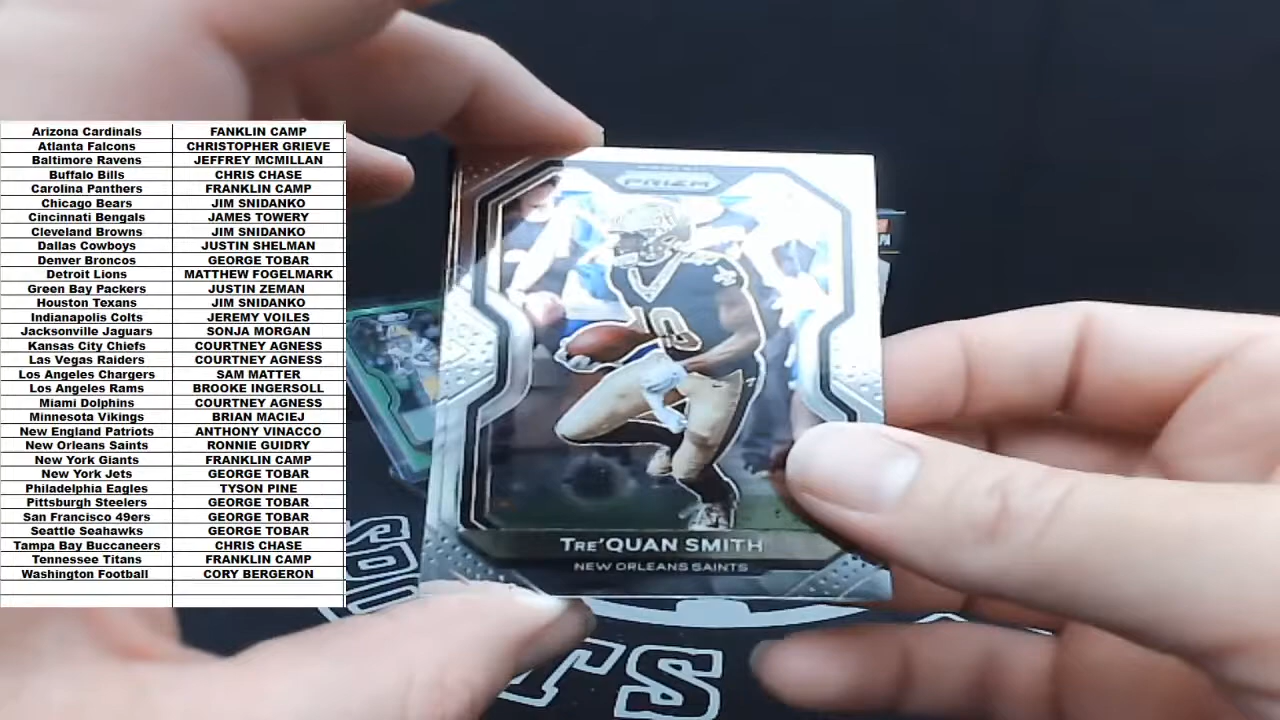 Arizona Cardinals FANKLIN CAMP
Atlanta Falcons CHRISTOPHER GRIEVE
Baltimore Ravens JEFFREY MCMILLAN
Buffalo Bills CHRIS CHASE
Carolina Panthers FRANKLIN CAMP
Chicago Bears JIM SNIDANKO
Cincinnati Bengals JAMES TOWERY
Cleveland Browns JIM SNIDANKO
Dallas Cowboys JUSTIN SHELMAN
Denver Broncos GEORGE TOBAR
Detroit Lions MATTHEW FOGELMARK
Green Bay Packers JUSTIN ZEMAN
Houston Texans JIM SNIDANKO
Indianapolis Colts JEREMY VOILES
Jacksonville Jaguars SONJA MORGAN
Kansas City Chiefs COURTNEY AGNESS
Las Vegas Raiders COURTNEY AGNESS
Los Angeles Chargers SAM MATTER
Los Angeles Rams BROOKE INGERSOLL
Miami Dolphins COURTNEY AGNESS
Minnesota Vikings BRIAN MACIEJ
New England Patriots ANTHONY VINACCO
New Orleans Saints RONNIE GUIDRY
New York Giants FRANKLIN CAMP
New York Jets GEORGE TOBAR
Philadelphia Eagles TYSON PINE
Pittsburgh Steelers GEORGE TOBAR
San Francisco 49ers GEORGE TOBAR
Seattle Seahawks GEORGE TOBAR
Tampa Bay Buccaneers CHRIS CHASE
Tennessee Titans FRANKLIN CAMP
Washington Football CORY BERGERON
PRIZM
10
TRE'QUAN SMITH
NEW ORLEANS SAINTS